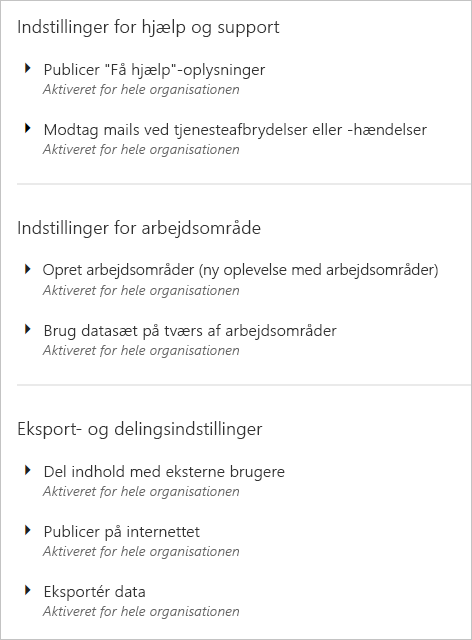 Indstillinger for hjælp og support
Publicer "Få hjælp"-oplysninger
Aktiveret for hele organisationen
Modtag mails ved tjenesteafbrydelser eller -hændelser
Aktiveret for hele organisationen
Indstillinger for arbejdsområde
Opret arbejdsområder (ny oplevelse med arbejdsområder)
Aktiveret for hele organisationen
Brug datasæt på tværs af arbejdsområder
Aktiveret for hele organisationen
Eksport- og delingsindstillinger
Del indhold med eksterne brugere
Aktiveret for hele organisationen
Publicer på internettet
Aktiveret for hele organisationen
Eksportér data
Aktiveret for hele organisationen